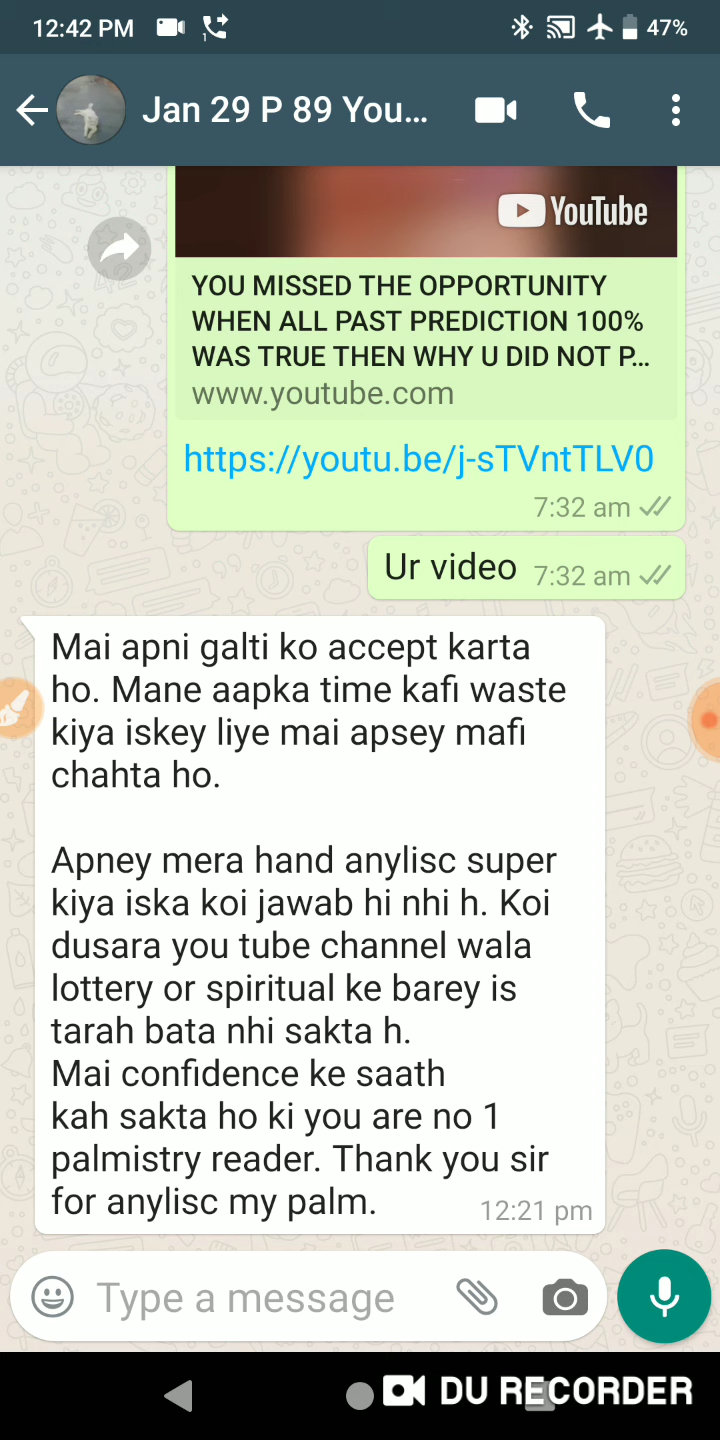 12:42 PM
1
47%
Jan 29 P 89 You...
YouTube
YOU MISSED THE OPPORTUNITY
WHEN ALL PAST PREDICTION 100%
WAS TRUE THEN WHY U DID NOT P...
www.youtube.com
https://youtu.be/j-sTVntTLV0
7:32 am
Ur video
7:32 am
Mai apni galti ko accept karta
ho. Mane aapka time kafi waste
kiya iskey liye mai apsey mafi
chahta ho.
Apney mera hand anylisc super
kiya iska koi jawab hi nhi h. Koi
dusara you tube channel wala
lottery or spiritual ke barey is
tarah bata nhi sakta h.
Mai confidence ke saath
kah sakta ho ki you are no 1
palmistry reader. Thank you sir
for anylisc my palm.
12:21 pm
Type a message
DU RECORDER